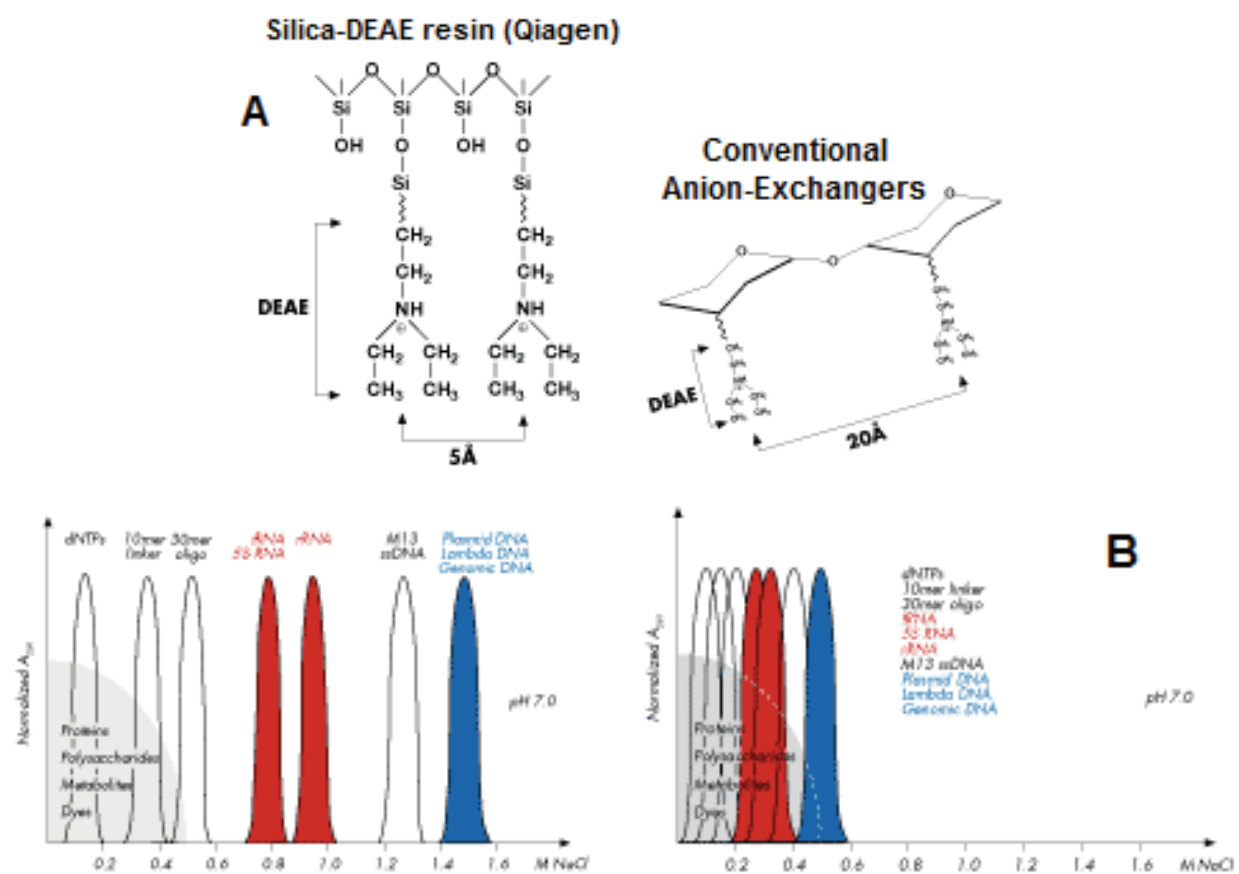 Silica-DEAE resin (Qiagen)
A
O O O
Si Si Si Si
OH O OH O
Si Si
CH2 CH2
CH2 CH2
DEAE
NH NH
⊕ ⊕
CH2 CH2 CH2 CH2
CH3 CH3 CH3 CH3
5Å
Conventional
Anion-Exchangers
O
O
O
DEAE
20Å
dNTPs 10mer 30mer tRNA rRNA M13 Plasmid DNA
linker oligo 5S RNA ssDNA Lambda DNA
Genomic DNA
Normalized
pH 7.0
Proteins
Polysaccharides
Metabolites
Dyes
0.2 0.4 0.6 0.8 1.0 1.2 1.4 1.6 M NaCl
B
dNTPs
10mer linker
30mer oligo
tRNA
5S RNA
rRNA
M13 ssDNA
Plasmid DNA
Lambda DNA
Genomic DNA
Normalized
pH 7.0
Proteins
Polysaccharides
Metabolites
Dyes
0.2 0.4 0.6 0.8 1.0 1.2 1.4 1.6 M NaCl